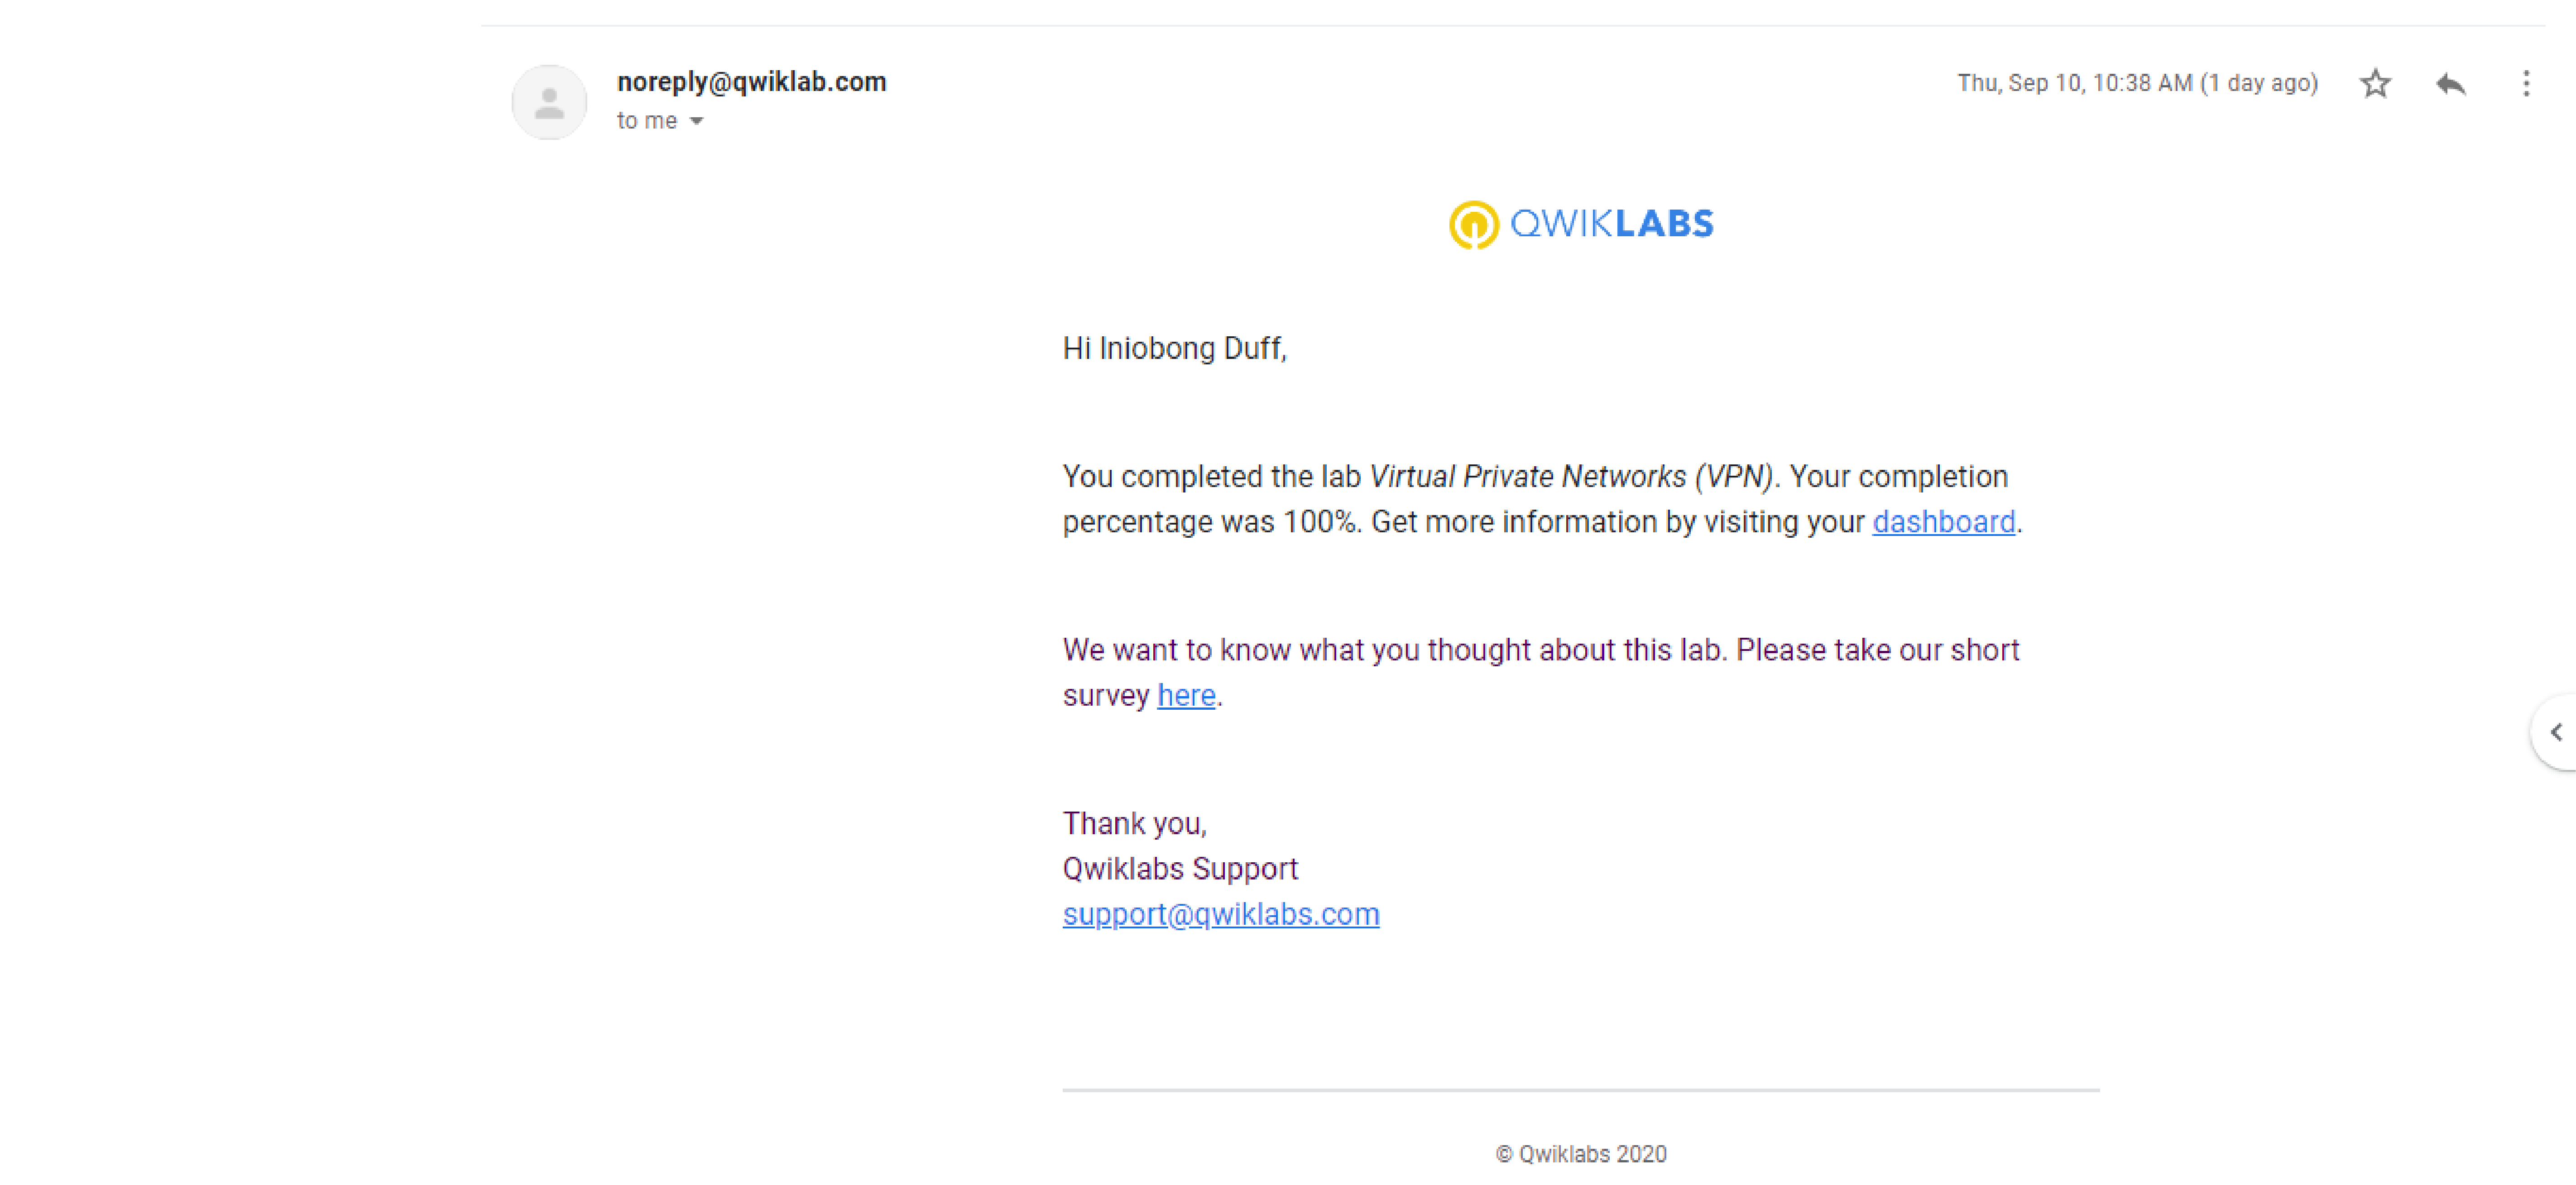 noreply@qwiklab.com
Thu, Sep 10, 10:38 AM (1 day ago)
to me
QWIKLABS
Hi Iniobong Duff,
You completed the lab Virtual Private Networks (VPN). Your completion
percentage was 100%. Get more information by visiting your dashboard.
We want to know what you thought about this lab. Please take our short
survey here.
Thank you,
Qwiklabs Support
support@qwiklabs.com
© Qwiklabs 2020